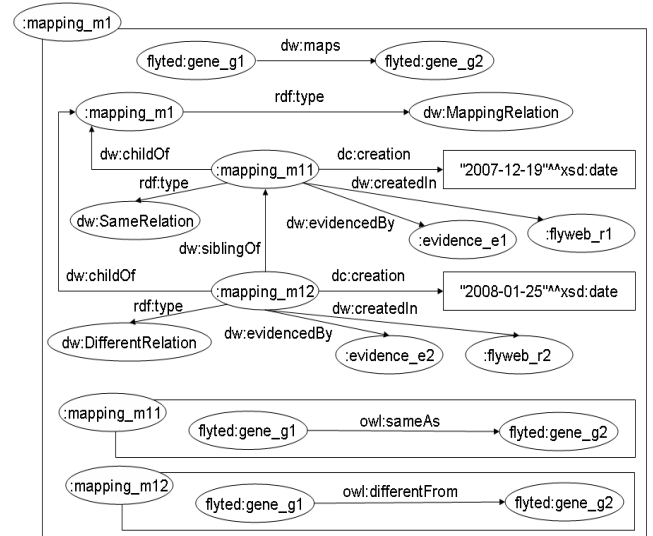 :mapping_m1
dw:maps
flyted:gene_g1
flyted:gene_g2
rdf:type
:mapping_m1
dw:MappingRelation
dw:childOf
:mapping_m11
dc:creation
"2007-12-19"^^xsd:date
rdf:type
dw:createdIn
dw:SameRelation
dw:evidencedBy
:evidence_e1
:flyweb_r1
dw:siblingOf
dw:childOf
:mapping_m12
dc:creation
"2008-01-25"^^xsd:date
rdf:type
dw:createdIn
dw:evidencedBy
dw:DifferentRelation
:evidence_e2
:flyweb_r2
:mapping_m11
flyted:gene_g1
owl:sameAs
flyted:gene_g2
:mapping_m12
flyted:gene_g1
owl:differentFrom
flyted:gene_g2